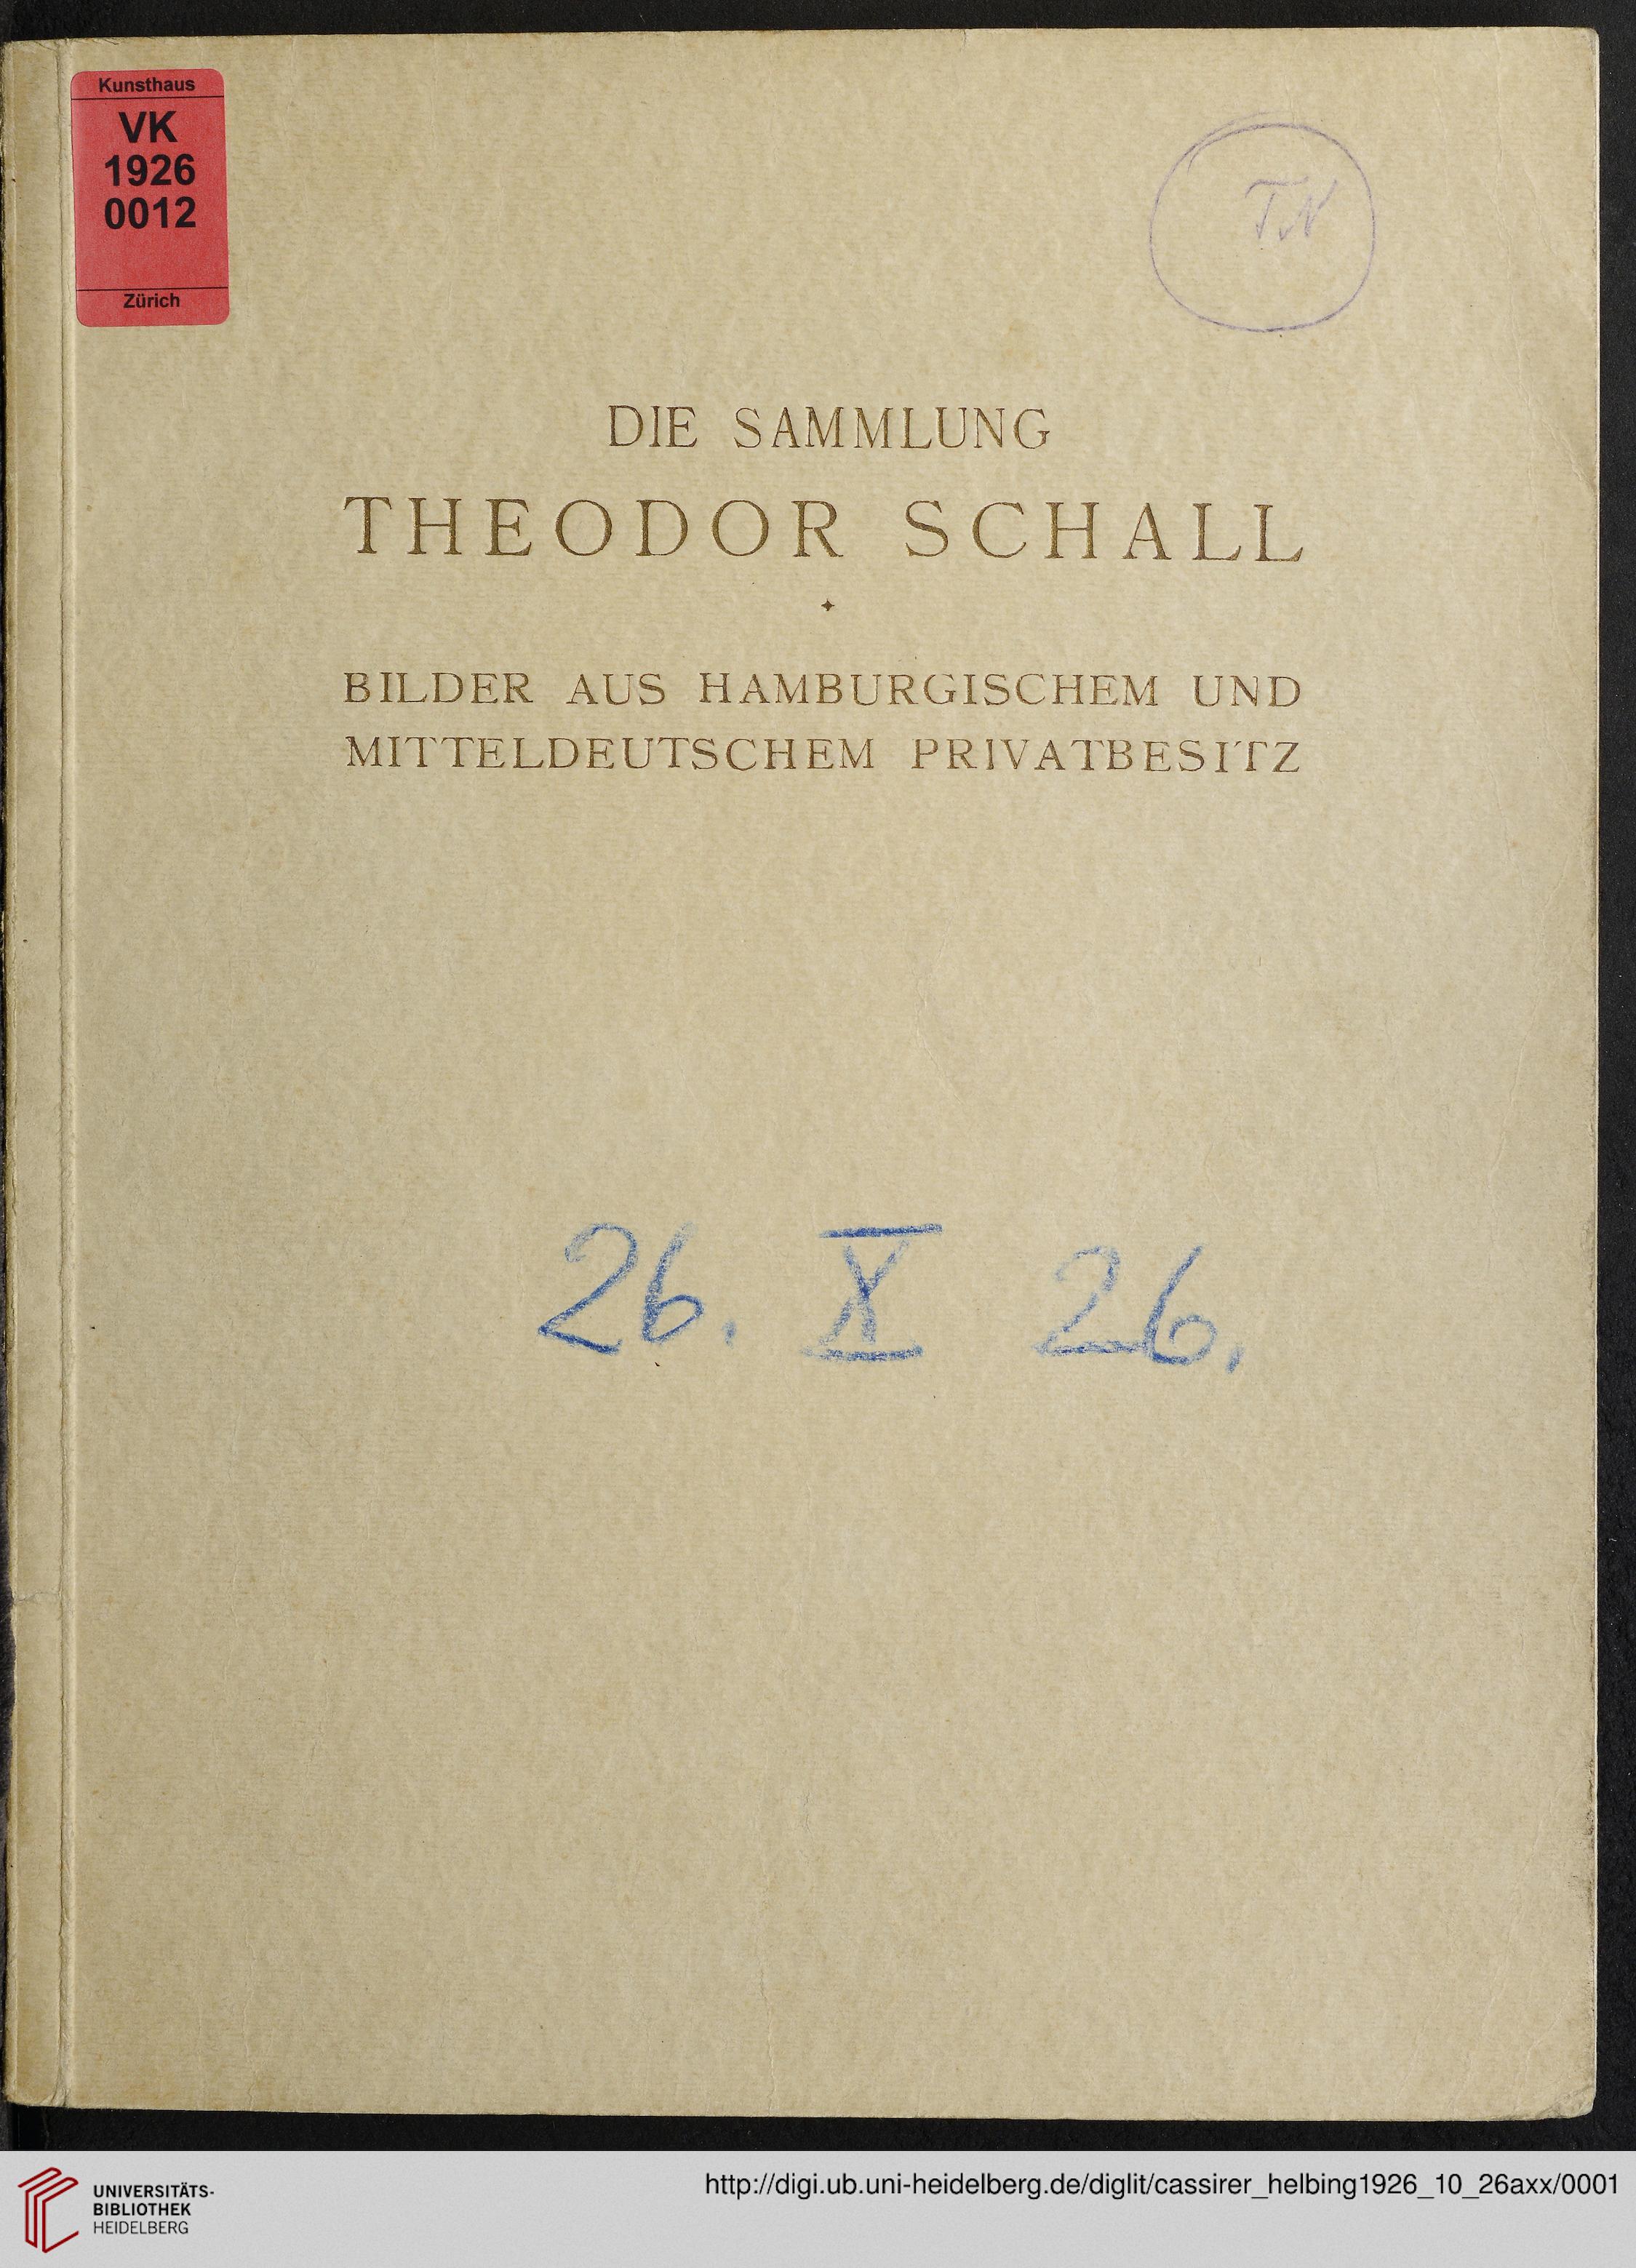 Kunsthaus
VK
1926
0012
Zürich
TN
DIE SAMMLUNG
THEODOR SCHALL
BILDER AUS HAMBURGISCHEM UND
MITTELDEUTSCHEM PRIVATBESITZ
26. X 26.
UNIVERSITÄTS-
BIBLIOTHEK
HEIDELBERG
http://digi.ub.uni-heidelberg.de/diglit/cassirer_helbing1926_10_26axx/0001